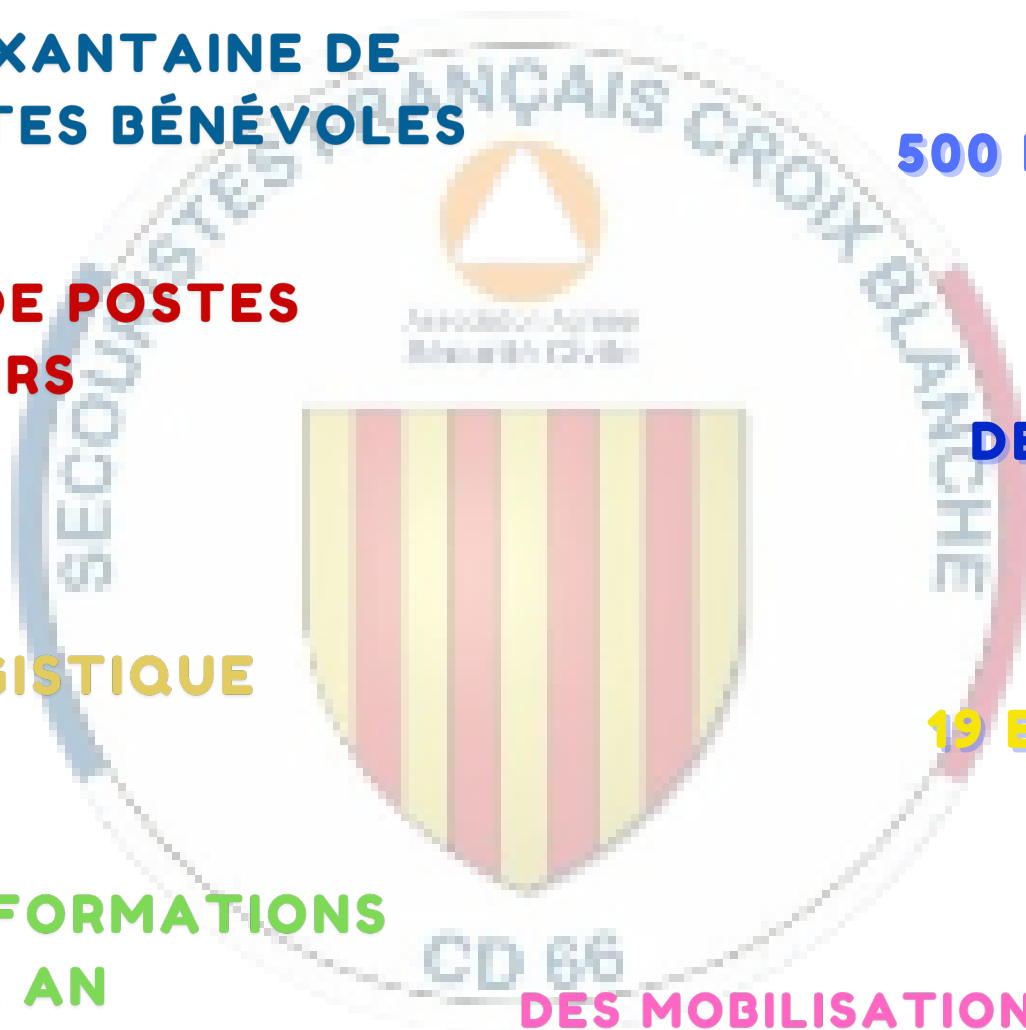 XANTAINE DE
TES BÉNÉVOLES
SECOURISTES FRANÇAIS CROIX BLANCHE
500
DE POSTES
RS
Association Agréée
Sécurité Civile
DE
GISTIQUE
19 E
FORMATIONS
AN
CD 66
DES MOBILISATION